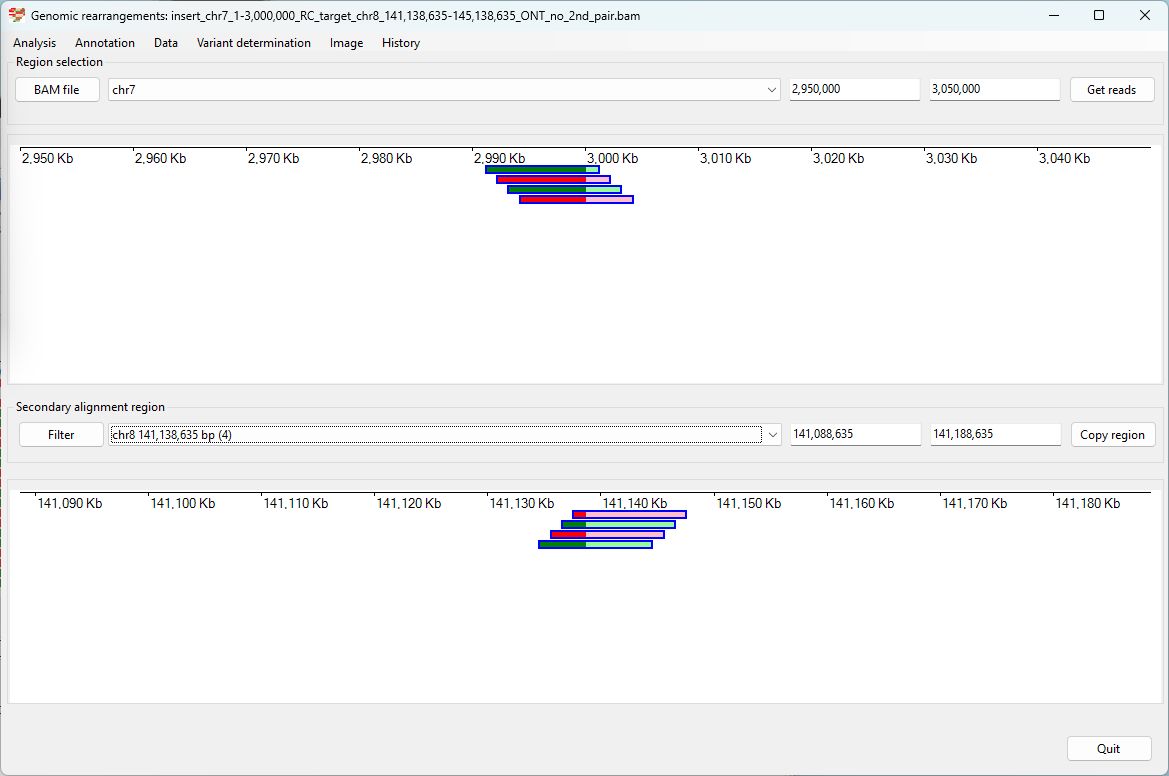 Genomic rearrangements: insert_chr7_1-3,000,000_RC_target_chr8_141,138,635-145,138,635_ONT_no_2nd_pair.bam
Analysis Annotation Data Variant determination Image History
Region selection
BAM file chr7 2,950,000 3,050,000 Get reads
2,950 Kb 2,960 Kb 2,970 Kb 2,980 Kb 2,990 Kb 3,000 Kb 3,010 Kb 3,020 Kb 3,030 Kb 3,040 Kb
Secondary alignment region
Filter chr8 141,138,635 bp (4) 141,088,635 141,188,635 Copy region
141,090 Kb 141,100 Kb 141,110 Kb 141,120 Kb 141,130 Kb 141,140 Kb 141,150 Kb 141,160 Kb 141,170 Kb 141,180 Kb
Quit